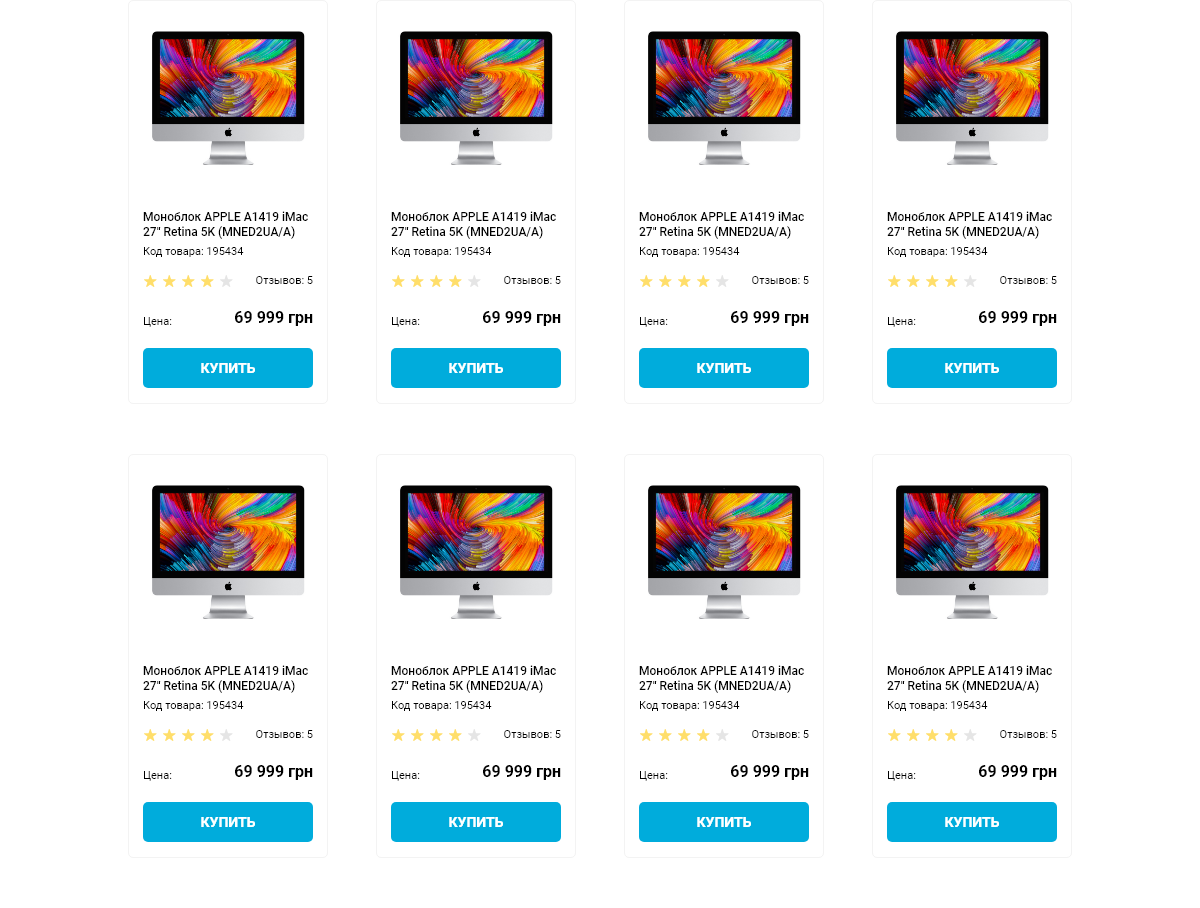 Моноблок APPLE A1419 iMac
27" Retina 5K (MNED2UA/A)
Код товара: 195434
Отзывов: 5
Цена: 69 999 грн
КУПИТЬ
Моноблок APPLE A1419 iMac
27" Retina 5K (MNED2UA/A)
Код товара: 195434
Отзывов: 5
Цена: 69 999 грн
КУПИТЬ
Моноблок APPLE A1419 iMac
27" Retina 5K (MNED2UA/A)
Код товара: 195434
Отзывов: 5
Цена: 69 999 грн
КУПИТЬ
Моноблок APPLE A1419 iMac
27" Retina 5K (MNED2UA/A)
Код товара: 195434
Отзывов: 5
Цена: 69 999 грн
КУПИТЬ
Моноблок APPLE A1419 iMac
27" Retina 5K (MNED2UA/A)
Код товара: 195434
Отзывов: 5
Цена: 69 999 грн
КУПИТЬ
Моноблок APPLE A1419 iMac
27" Retina 5K (MNED2UA/A)
Код товара: 195434
Отзывов: 5
Цена: 69 999 грн
КУПИТЬ
Моноблок APPLE A1419 iMac
27" Retina 5K (MNED2UA/A)
Код товара: 195434
Отзывов: 5
Цена: 69 999 грн
КУПИТЬ
Моноблок APPLE A1419 iMac
27" Retina 5K (MNED2UA/A)
Код товара: 195434
Отзывов: 5
Цена: 69 999 грн
КУПИТЬ